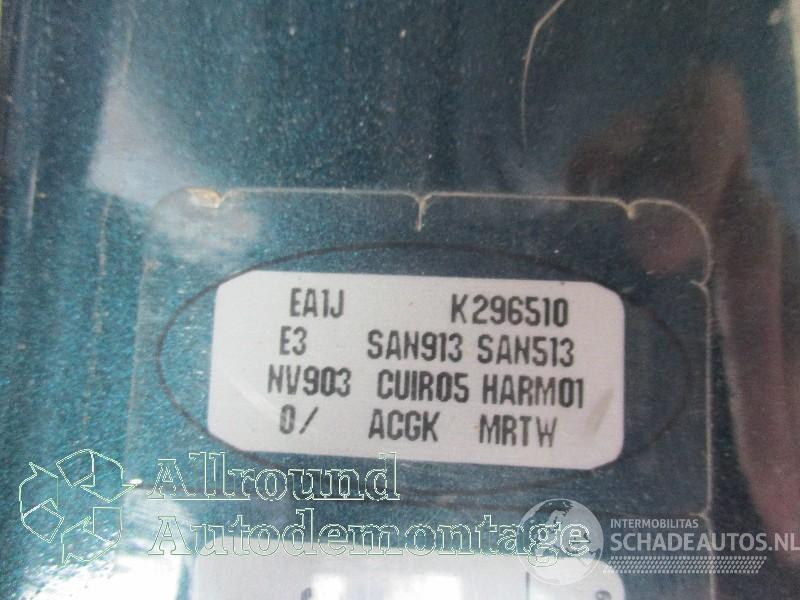 EA1J K296510
E3 SAN913 SAN513
NV903 CUIR05 HARM01
0/ ACGK MRTW
Allround
Autodemontage
INTERMOBILITAS
SCHADEAUTOS.NL